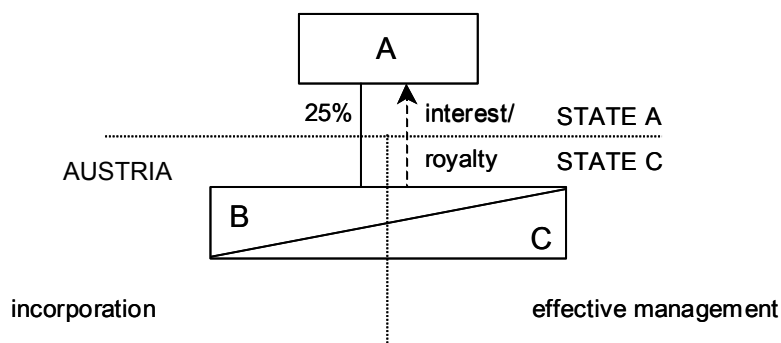 A
25%
interest/
STATE A
royalty
STATE C
AUSTRIA
B
C
incorporation
effective management